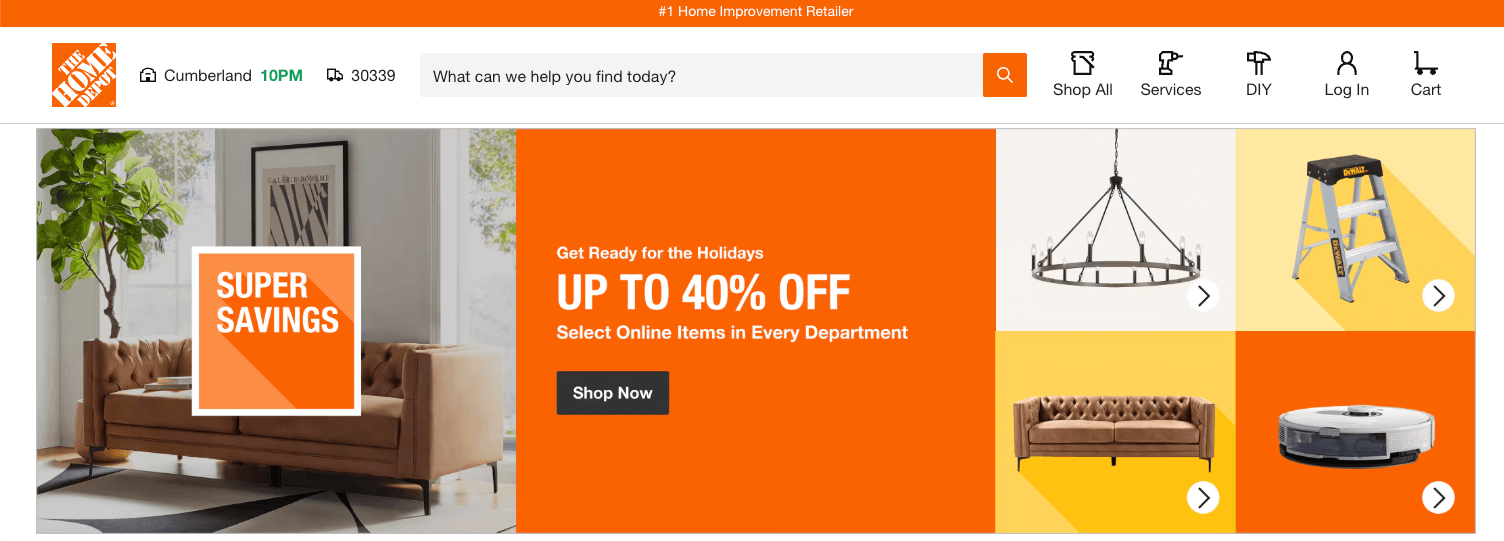 #1 Home Improvement Retailer
THE
HOME
DEPOT
®
Cumberland 10PM 30339
What can we help you find today?
Shop All Services DIY Log In Cart
GALERIE BOHÈME
SUPER
SAVINGS
Get Ready for the Holidays
UP TO 40% OFF
Select Online Items in Every Department
Shop Now
DEWALT
DEWALT